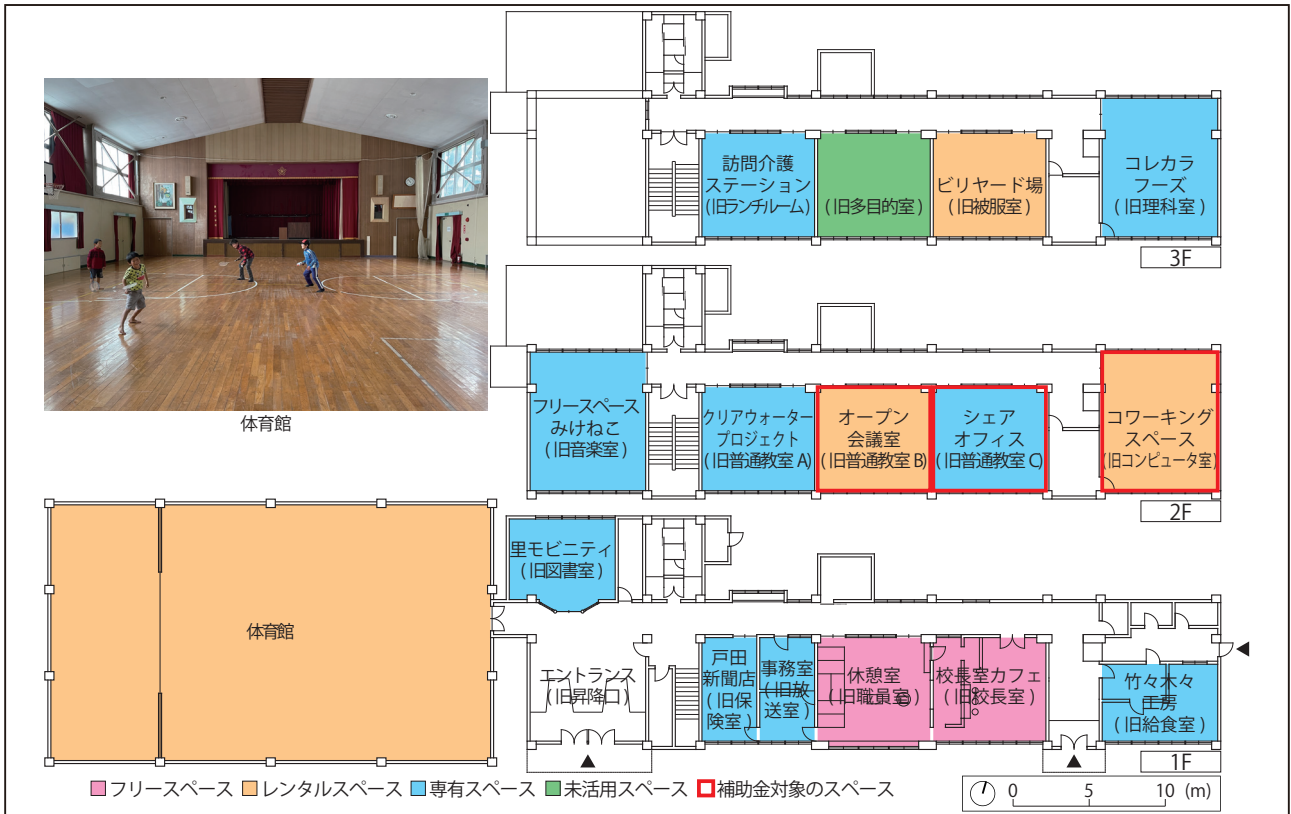 体育館
訪問介護
ステーション
(旧ランチルーム)
(旧多目的室)
ビリヤード場
(旧被服室)
コレカラ
フーズ
(旧理科室)
3F
フリースペース
みけねこ
(旧音楽室)
クリアウォーター
プロジェクト
(旧普通教室 A)
オープン
会議室
(旧普通教室 B)
シェア
オフィス
(旧普通教室 C)
コワーキング
スペース
(旧コンピュータ室)
2F
体育館
里モビニティ
(旧図書室)
エントランス
(旧昇降口)
戸田
新聞店
(旧保
険室)
事務室
(旧放
送室)
休憩室
(旧職員室)
校長室カフェ
(旧校長室)
竹々木々
工房
(旧給食室)
1F
フリースペース レンタルスペース 専有スペース 未活用スペース 補助金対象のスペース
0 5 10 (m)